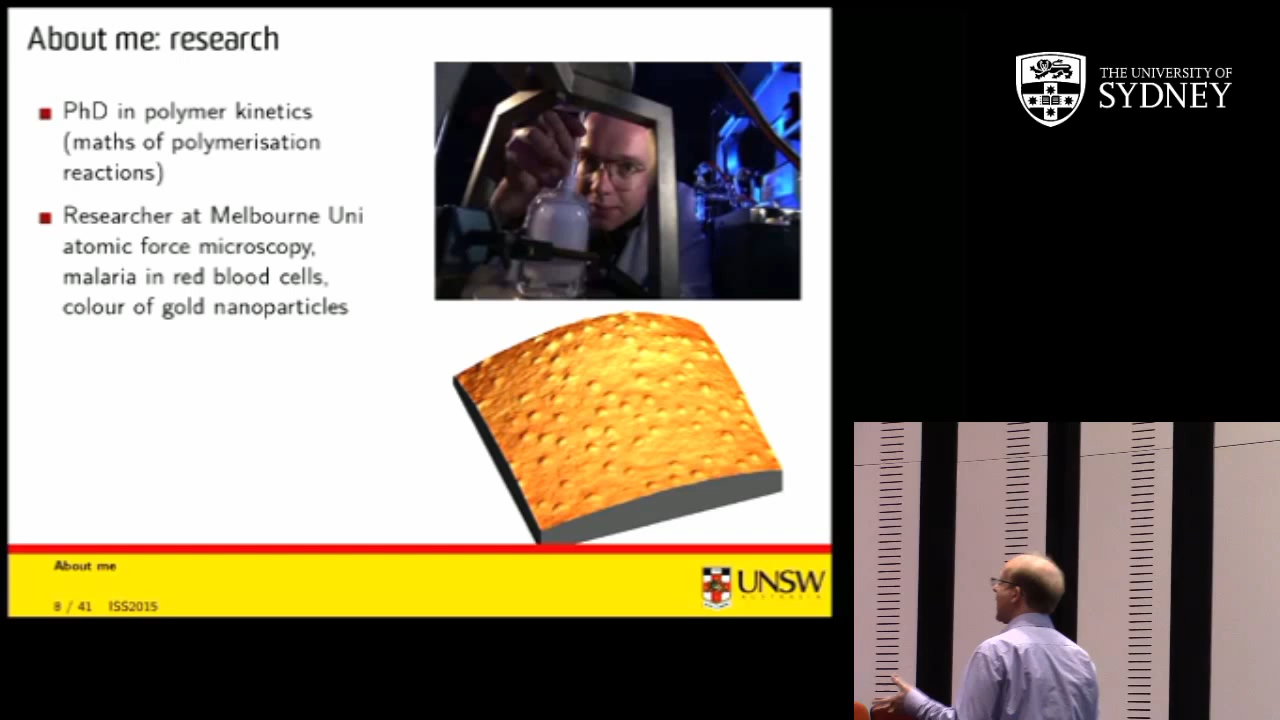 About me: research
PhD in polymer kinetics
(maths of polymerisation
reactions)
Researcher at Melbourne Uni
atomic force microscopy,
malaria in red blood cells,
colour of gold nanoparticles
About me
8 / 41 ISS2015
UNSW
AUSTRALIA
THE UNIVERSITY OF
SYDNEY